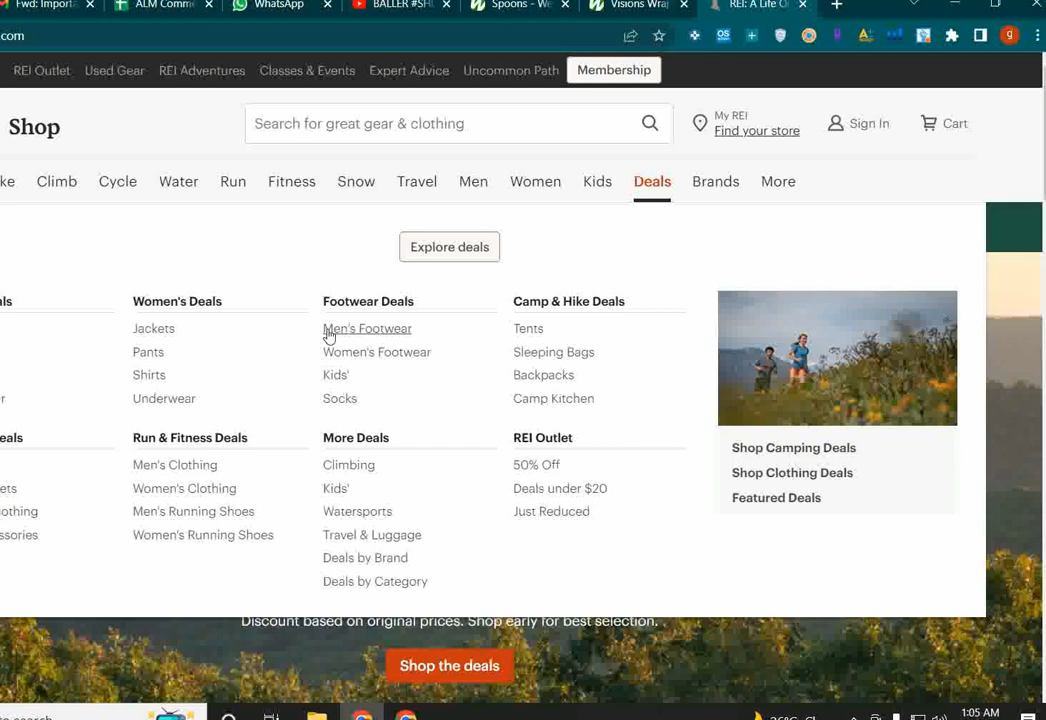 Fwd: Importa
ALM Comme
WhatsApp
BALLER #SH
Spoons - We
Visions Wra
REI: A Life O
.com
REI Outlet
Used Gear
REI Adventures
Classes & Events
Expert Advice
Uncommon Path
Membership
Shop
Search for great gear & clothing
My REI
Find your store
Sign In
Cart
ke
Climb
Cycle
Water
Run
Fitness
Snow
Travel
Men
Women
Kids
Deals
Brands
More
Explore deals
als
r
eals
ets
othing
ssories
Women's Deals
Jackets
Pants
Shirts
Underwear
Run & Fitness Deals
Men's Clothing
Women's Clothing
Men's Running Shoes
Women's Running Shoes
Footwear Deals
Men's Footwear
Women's Footwear
Kids'
Socks
More Deals
Climbing
Kids'
Watersports
Travel & Luggage
Deals by Brand
Deals by Category
Camp & Hike Deals
Tents
Sleeping Bags
Backpacks
Camp Kitchen
REI Outlet
50% Off
Deals under $20
Just Reduced
Shop Camping Deals
Shop Clothing Deals
Featured Deals
Discount based on original prices. Shop early for best selection.
Shop the deals
1:05 AM